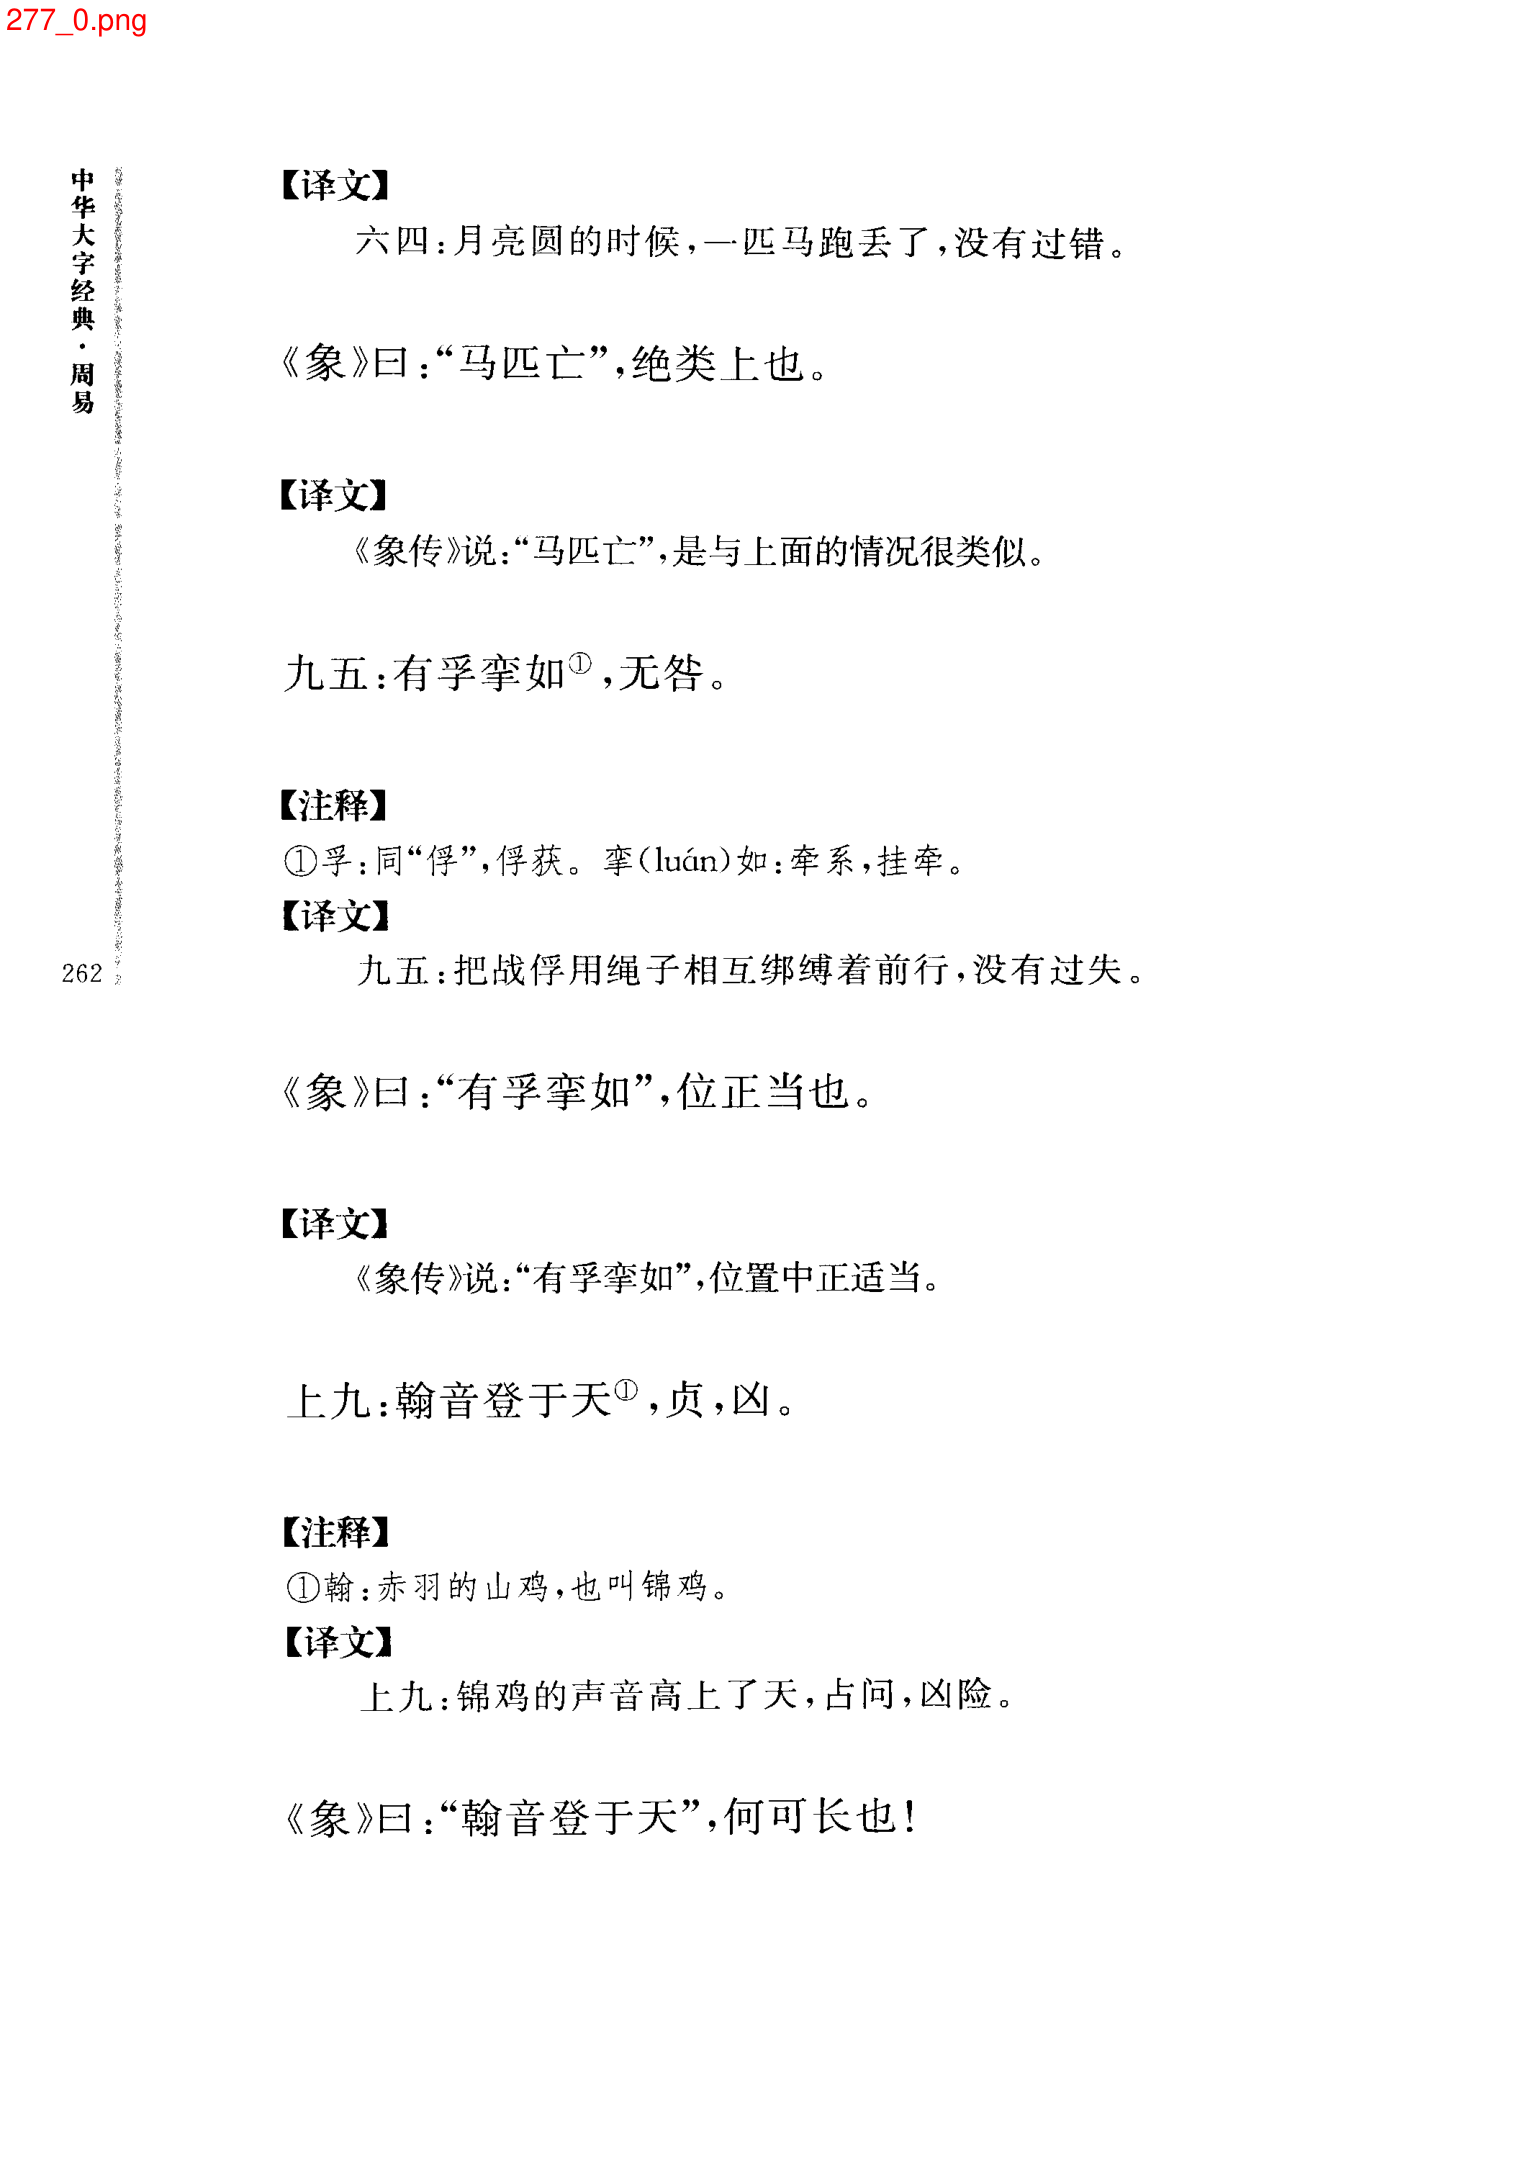 277_0.png
中华大字经典·周易
262
【译文】
六四:月亮圆的时候,一匹马跑丢了,没有过错。
《象》曰:“马匹亡”,绝类上也。
【译文】
《象传》说:“马匹亡”,是与上面的情况很类似。
九五:有孚挛如①,无咎。
【注释】
①孚:同“俘”,俘获。挛(luán)如:牵系,挂牵。
【译文】
九五:把战俘用绳子相互绑缚着前行,没有过失。
《象》曰:“有孚挛如”,位正当也。
【译文】
《象传》说:“有孚挛如”,位置中正适当。
上九:翰音登于天①,贞,凶。
【注释】
①翰:赤羽的山鸡,也叫锦鸡。
【译文】
上九:锦鸡的声音高上了天,占问,凶险。
《象》曰:“翰音登于天”,何可长也!